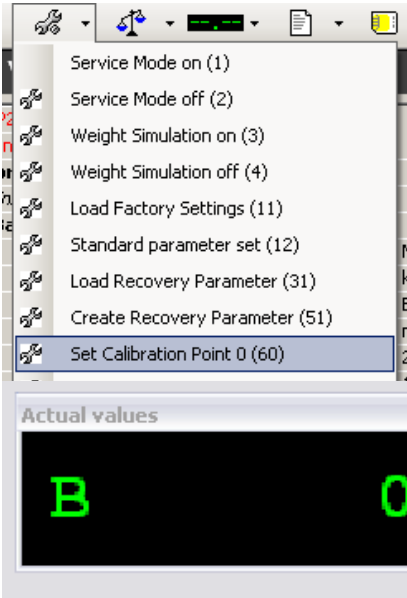 --.--
Service Mode on (1)
Service Mode off (2)
Weight Simulation on (3)
Weight Simulation off (4)
Load Factory Settings (11)
Standard parameter set (12)
Load Recovery Parameter (31)
Create Recovery Parameter (51)
Set Calibration Point 0 (60)
Actual values
B 0